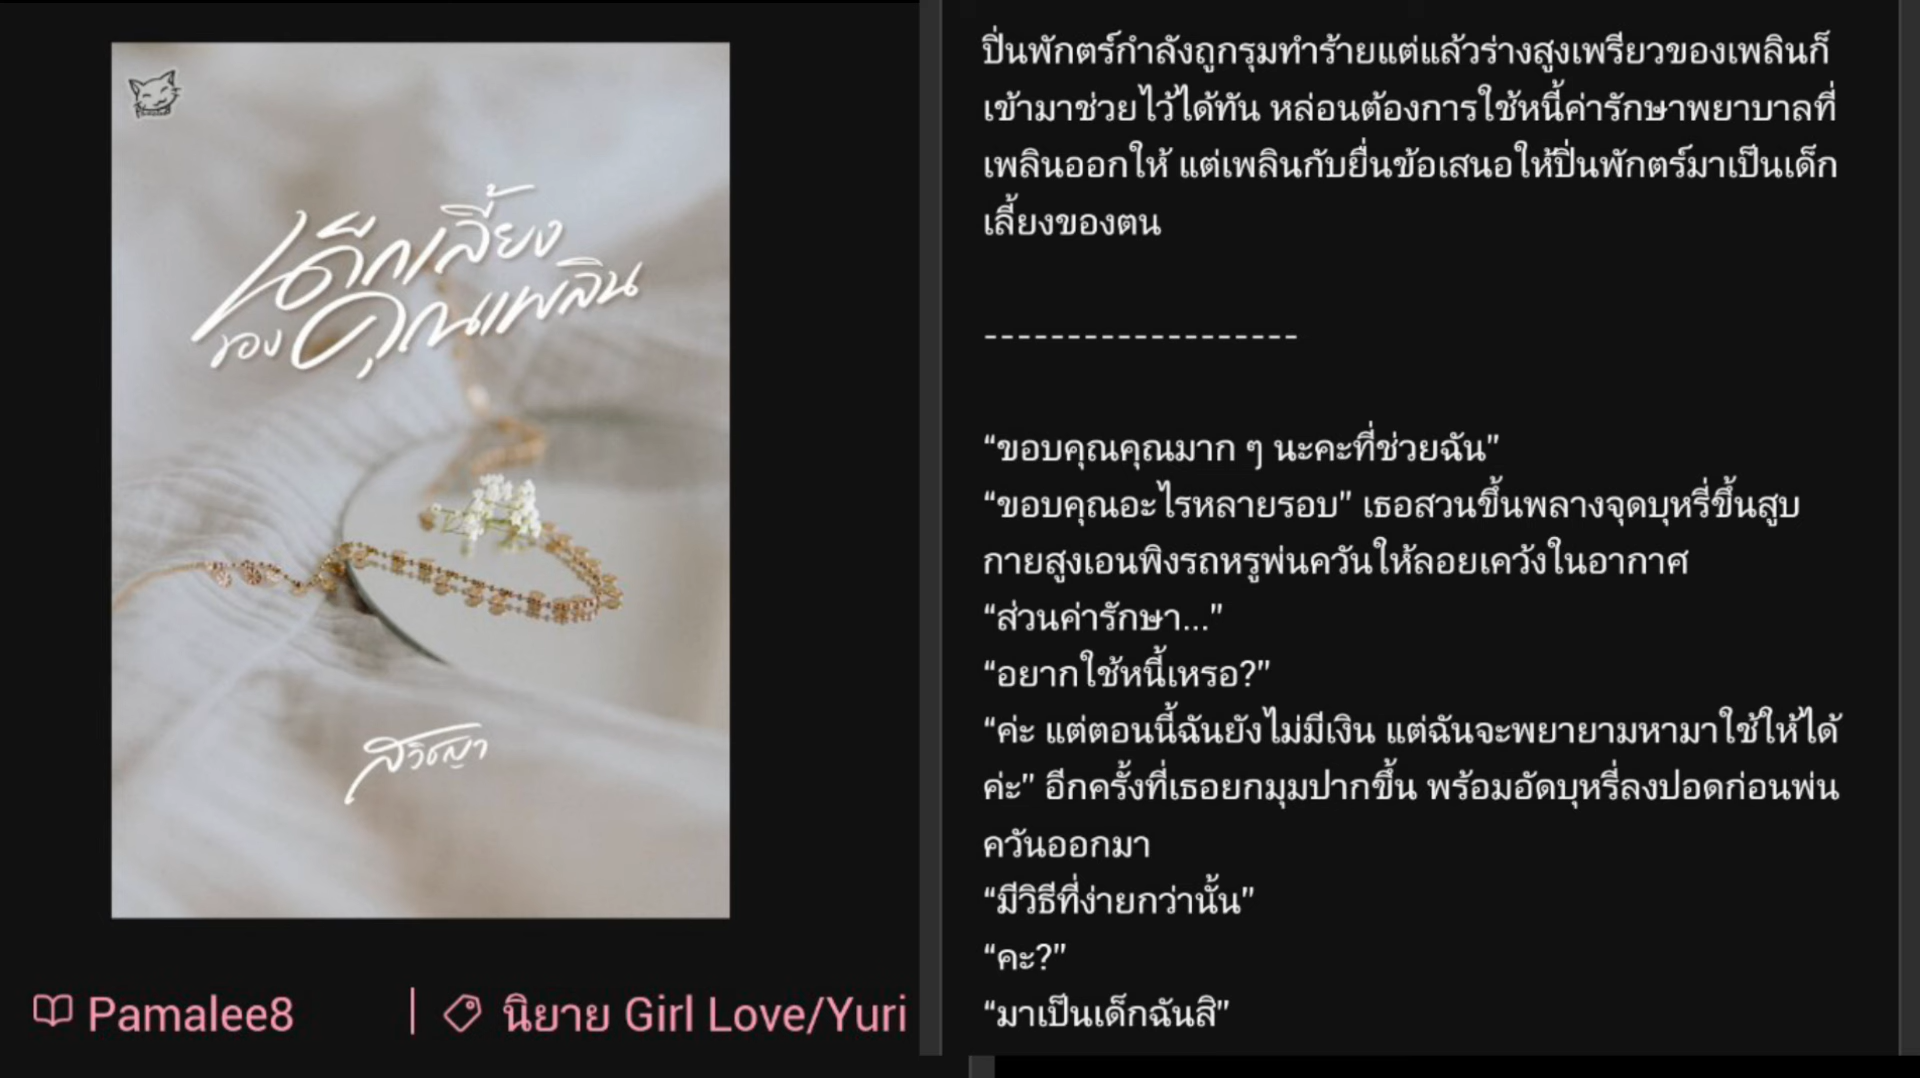 เด็กเลี้ยง
ของคุณเพลิน
สวิชญา
Pamalee8
นิยาย Girl Love/Yuri
ปิ่นพักตร์กำลังถูกรุมทำร้ายแต่แล้วร่างสูงเพรียวของเพลินก็
เข้ามาช่วยไว้ได้ทัน หล่อนต้องการใช้หนี้ค่ารักษาพยาบาลที่
เพลินออกให้ แต่เพลินกับยื่นข้อเสนอให้ปิ่นพักตร์มาเป็นเด็ก
เลี้ยงของตน
-------------------
“ขอบคุณคุณมาก ๆ นะคะที่ช่วยฉัน”
“ขอบคุณอะไรหลายรอบ” เธอสวนขึ้นพลางจุดบุหรี่ขึ้นสูบ
กายสูงเอนพิงรถหรูพ่นควันให้ลอยเคว้งในอากาศ
“ส่วนค่ารักษา...”
“อยากใช้หนี้เหรอ?”
“ค่ะ แต่ตอนนี้ฉันยังไม่มีเงิน แต่ฉันจะพยายามหามาใช้ให้ได้
ค่ะ” อีกครั้งที่เธอยกมุมปากขึ้น พร้อมอัดบุหรี่ลงปอดก่อนพ่น
ควันออกมา
“มีวิธีที่ง่ายกว่านั้น”
“คะ?”
“มาเป็นเด็กฉันสิ”